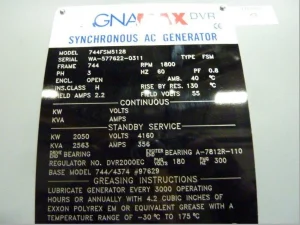 GNAMAX DVR
SYNCHRONOUS AC GENERATOR
MODEL 744FSM5128
SERIAL WA-577622-0311 TYPE FSM
FRAME 744 RPM 1800
PH 3 HZ 60 PF 0.8
ENCL. OPEN AMB. 40 °C
INS.CLASS H RISE BY RES. 130 °C
FIELD AMPS 2.2 FIELD VOLTS 55
CONTINUOUS
KW VOLTS
KVA AMPS
STANDBY SERVICE
KW 2050 VOLTS 4160
KVA 2563 AMPS 356
BEARING OUTER BEARING A-7812R-110
REGULATOR NO. DVR2000EC 180 PMG 300
BASE MODEL 744/4374 #97629
GREASING INSTRUCTIONS
LUBRICATE GENERATOR EVERY 3000 OPERATING
HOURS OR ANNUALLY WITH 4.2 CUBIC INCHES OF
EXXON POLYREX EM OR EQUIVALENT GREASE WITH A
TEMPERATURE RANGE OF -30°C TO 175°C